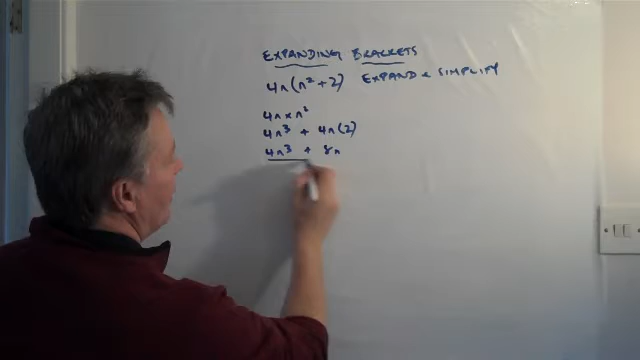 EXPANDING BRACKETS
4n(n²+2) EXPAND & SIMPLIFY
4n×n²
4n³ + 4n(2)
4n³ + 8n